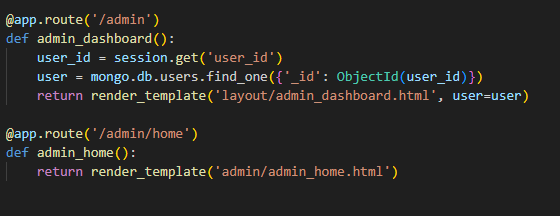 @app.route('/admin')
def admin_dashboard():
    user_id = session.get('user_id')
    user = mongo.db.users.find_one({'_id': ObjectId(user_id)})
    return render_template('layout/admin_dashboard.html', user=user)

@app.route('/admin/home')
def admin_home():
    return render_template('admin/admin_home.html')